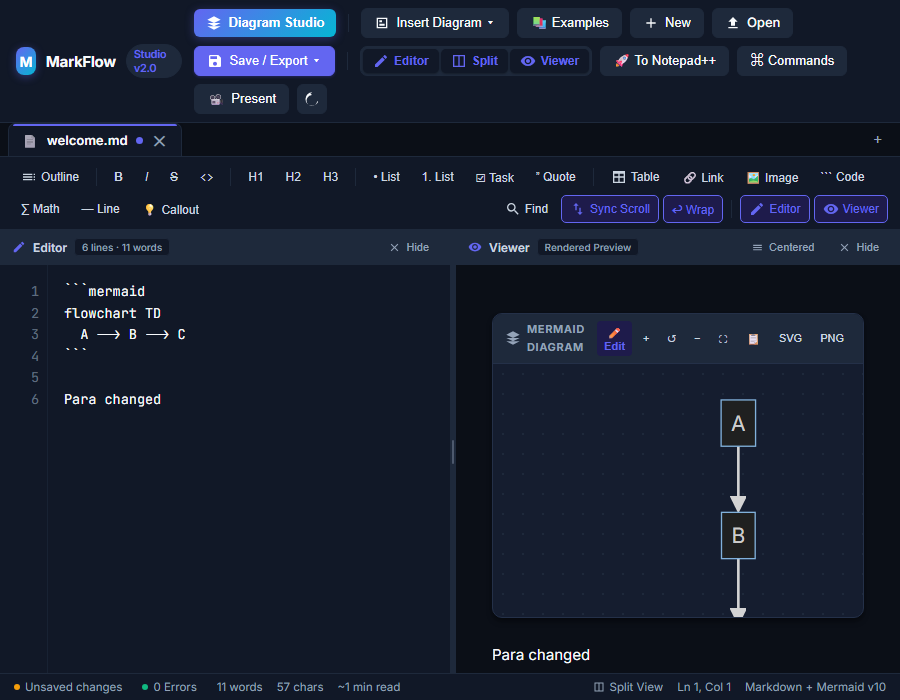 M MarkFlow Studio v2.0
Diagram Studio
Insert Diagram
Examples
+ New
Open
Save / Export
Editor
Split
Viewer
To Notepad++
⌘ Commands
Present
welcome.md
+
Outline
B
I
S
<>
H1
H2
H3
• List
1. List
☑ Task
" Quote
Table
Link
Image
``` Code
∑ Math
— Line
Callout
Find
Sync Scroll
↩ Wrap
Editor
Viewer
Editor
6 lines · 11 words
Hide
1 ```mermaid
2 flowchart TD
3 A ⟶ B ⟶ C
4 ```
5
6 Para changed
Viewer
Rendered Preview
Centered
Hide
MERMAID
DIAGRAM
Edit
+
↺
−
SVG
PNG
A
B
Para changed
Unsaved changes
0 Errors
11 words
57 chars
~1 min read
Split View
Ln 1, Col 1
Markdown + Mermaid v10